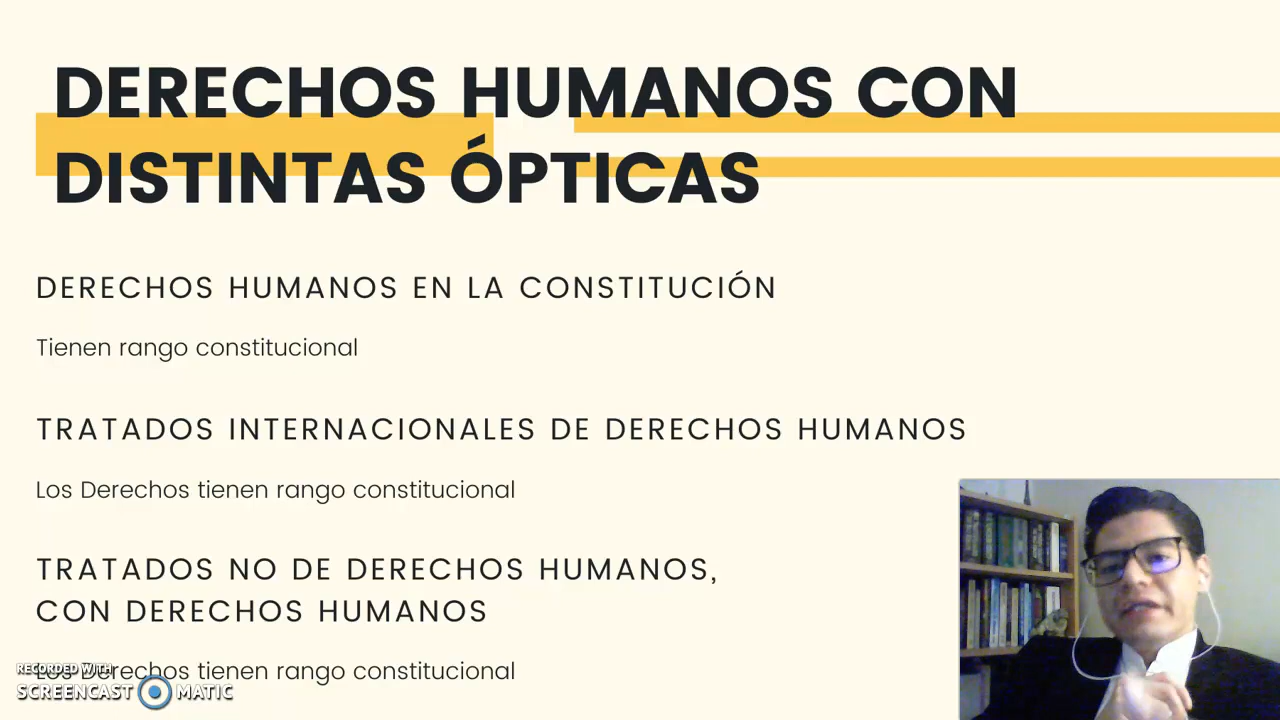 DERECHOS HUMANOS CON
DISTINTAS ÓPTICAS
DERECHOS HUMANOS EN LA CONSTITUCIÓN
Tienen rango constitucional
TRATADOS INTERNACIONALES DE DERECHOS HUMANOS
Los Derechos tienen rango constitucional
TRATADOS NO DE DERECHOS HUMANOS,
CON DERECHOS HUMANOS
Los Derechos tienen rango constitucional
RECORDED WITH
SCREENCAST MATIC